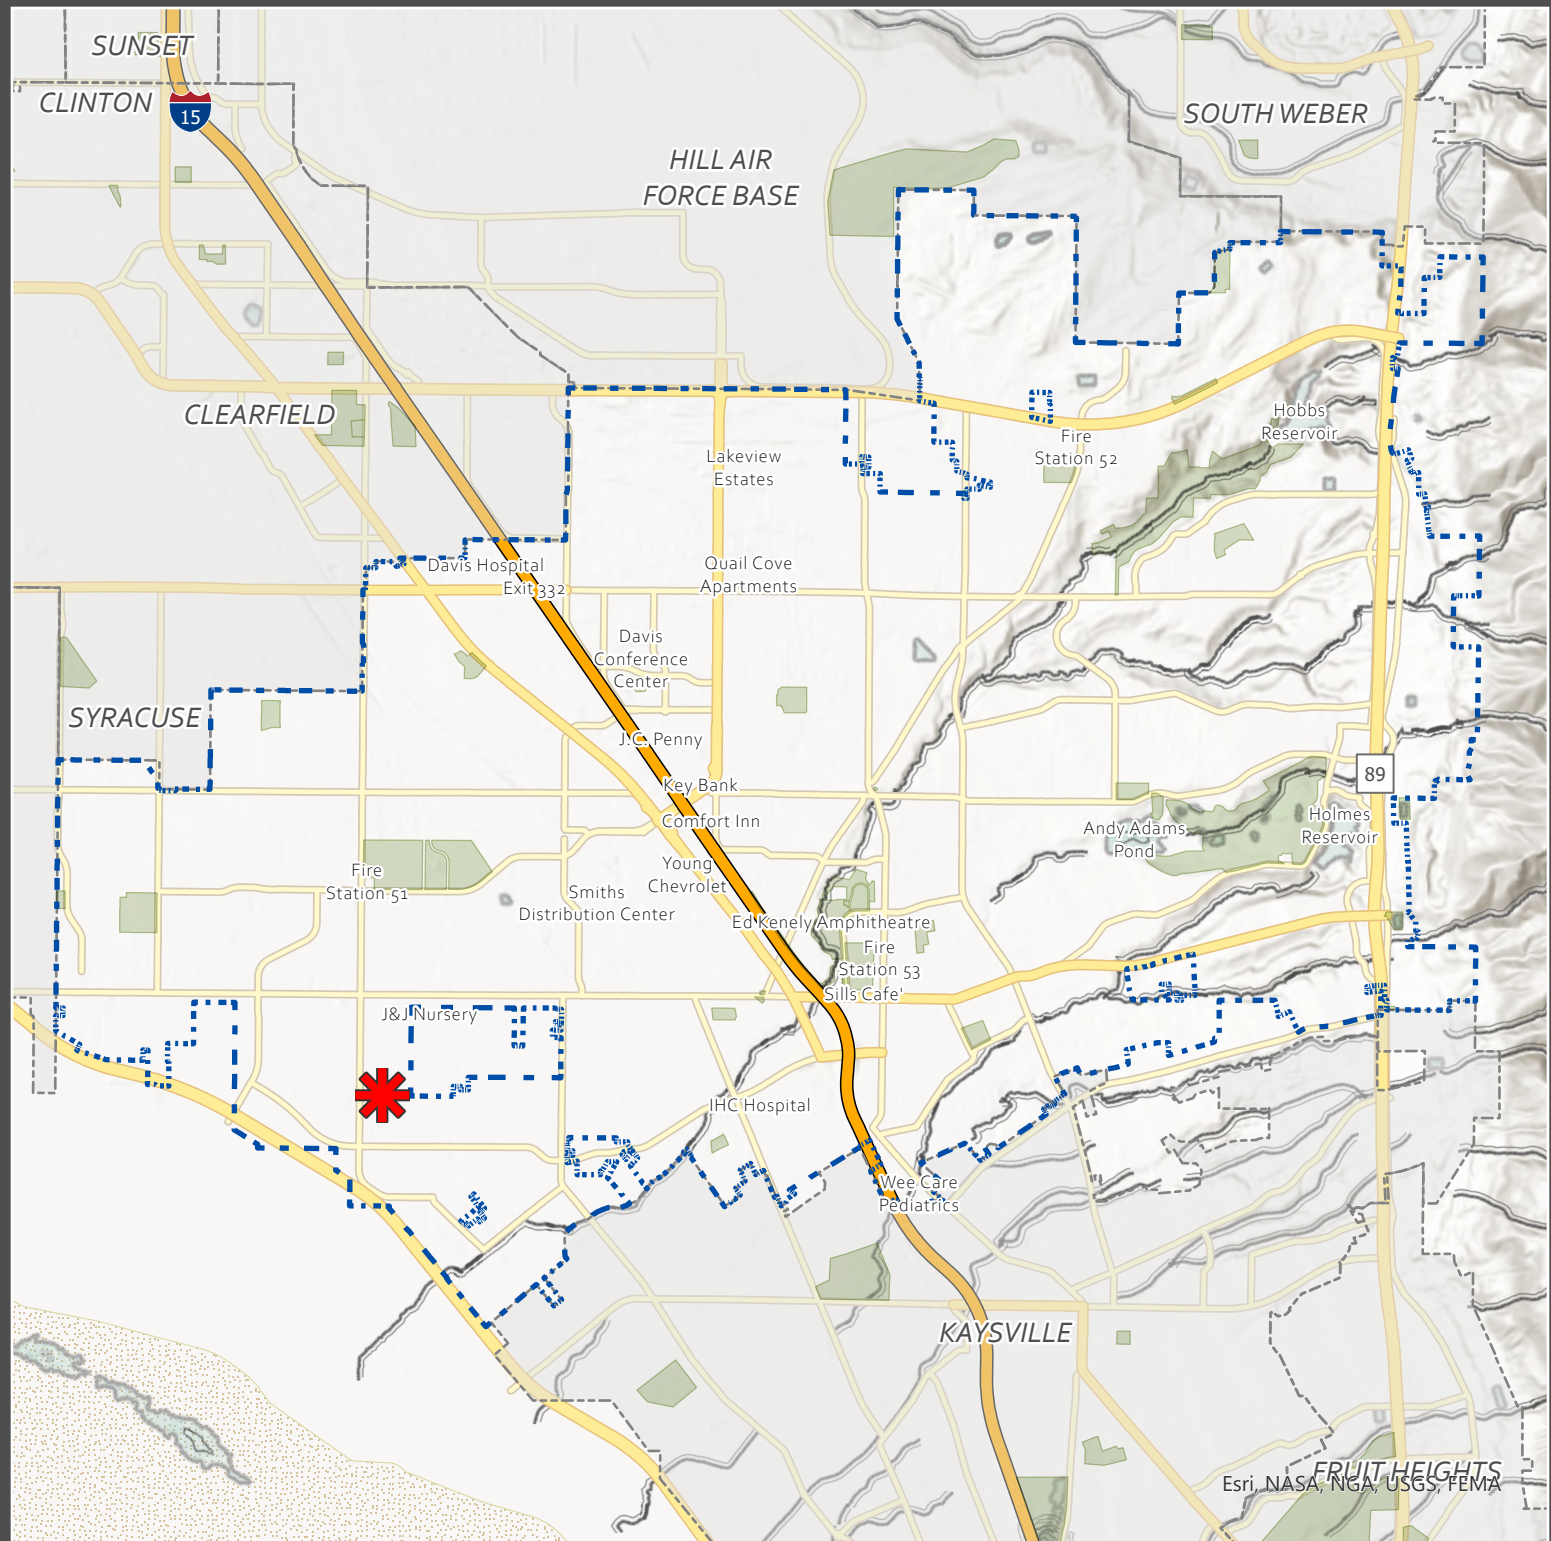 SUNSET
CLINTON
15
SOUTH WEBER
HILL AIR
FORCE BASE
CLEARFIELD
Hobbs
Reservoir
Fire
Station 52
Lakeview
Estates
Davis Hospital
Exit 332
Quail Cove
Apartments
Davis
Conference
Center
SYRACUSE
J.C. Penny
89
Key Bank
Comfort Inn
Andy Adams
Pond
Holmes
Reservoir
Young
Chevrolet
Fire
Station 51
Smiths
Distribution Center
Ed Kenely Amphitheatre
Fire
Station 53
Sills Cafe'
J&J Nursery
IHC Hospital
Wee Care
Pediatrics
KAYSVILLE
FRUIT HEIGHTS
Esri, NASA, NGA, USGS, FEMA